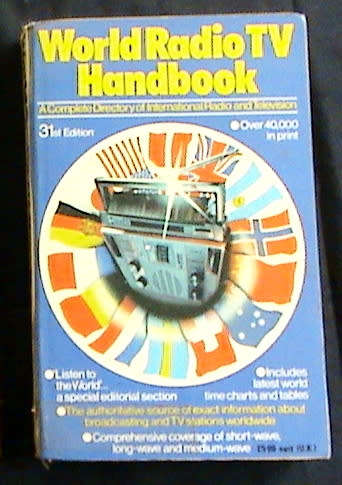 World Radio TV
Handbook
A Complete Directory of International Radio and Television
31st Edition
●Over 40,000
in print
●'Listen to
the World'...
a special editorial section
●Includes
latest world
time charts and tables
●The authoritative source of exact information about
broadcasting and TV stations worldwide
●Comprehensive coverage of short-wave,
long-wave and medium-wave